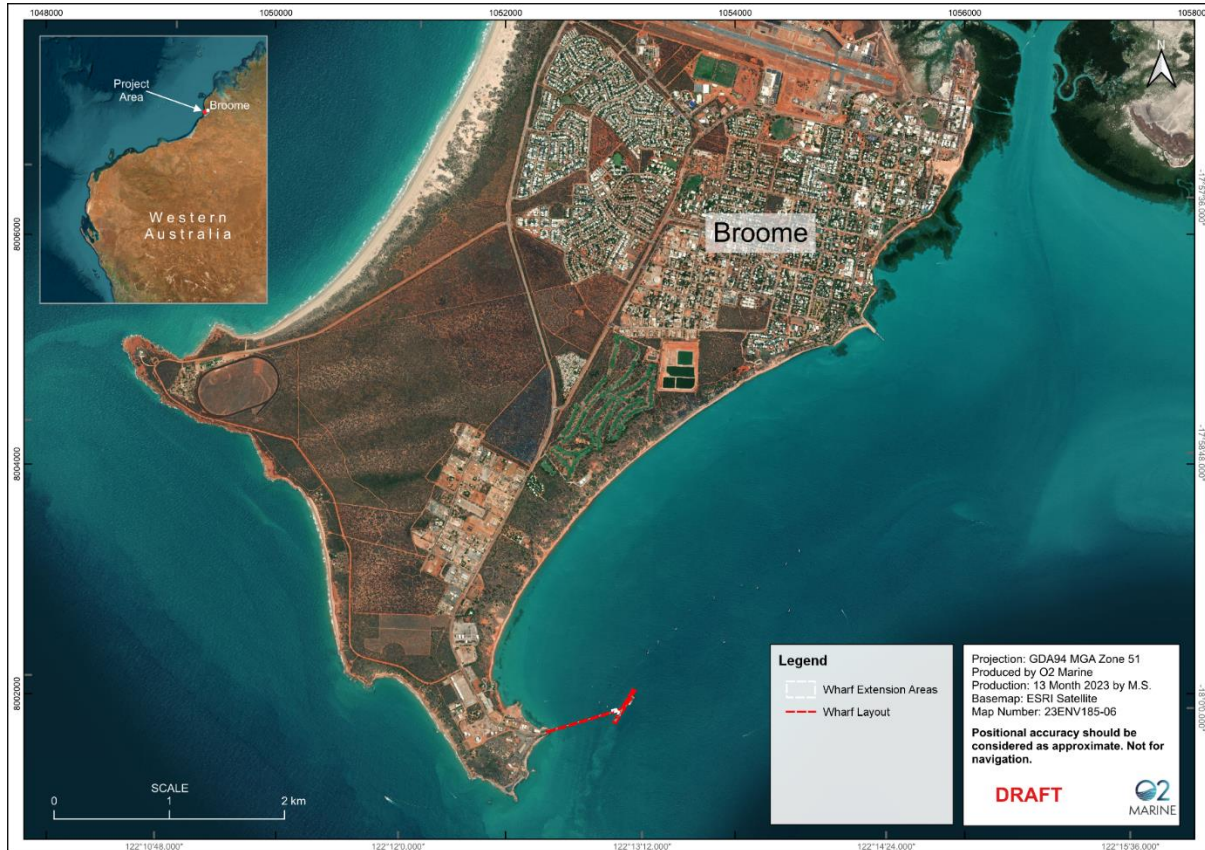 1048000
1050000
1052000
1054000
1056000
105800
Project
Area
Broome
Western
Australia
N
-17°57'36.000"
8006000
Broome
8004000
-17°58'48.000"
8002000
-18°0'0.000"
Legend
Wharf Extension Areas
Wharf Layout
Projection: GDA94 MGA Zone 51
Produced by O2 Marine
Production: 13 Month 2023 by M.S.
Basemap: ESRI Satellite
Map Number: 23ENV185-06
Positional accuracy should be
considered as approximate. Not for
navigation.
DRAFT
O2
MARINE
SCALE
0 1 2 km
122°10'48.000"
122°12'0.000"
122°13'12.000"
122°14'24.000"
122°15'36.000"